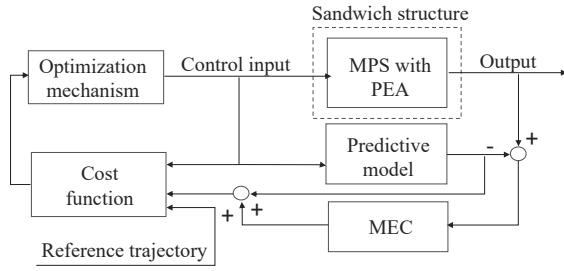 Sandwich structure
Optimization
mechanism
Control input
MPS with
PEA
Output
+
Predictive
model
-
Cost
function
+
+
MEC
Reference trajectory